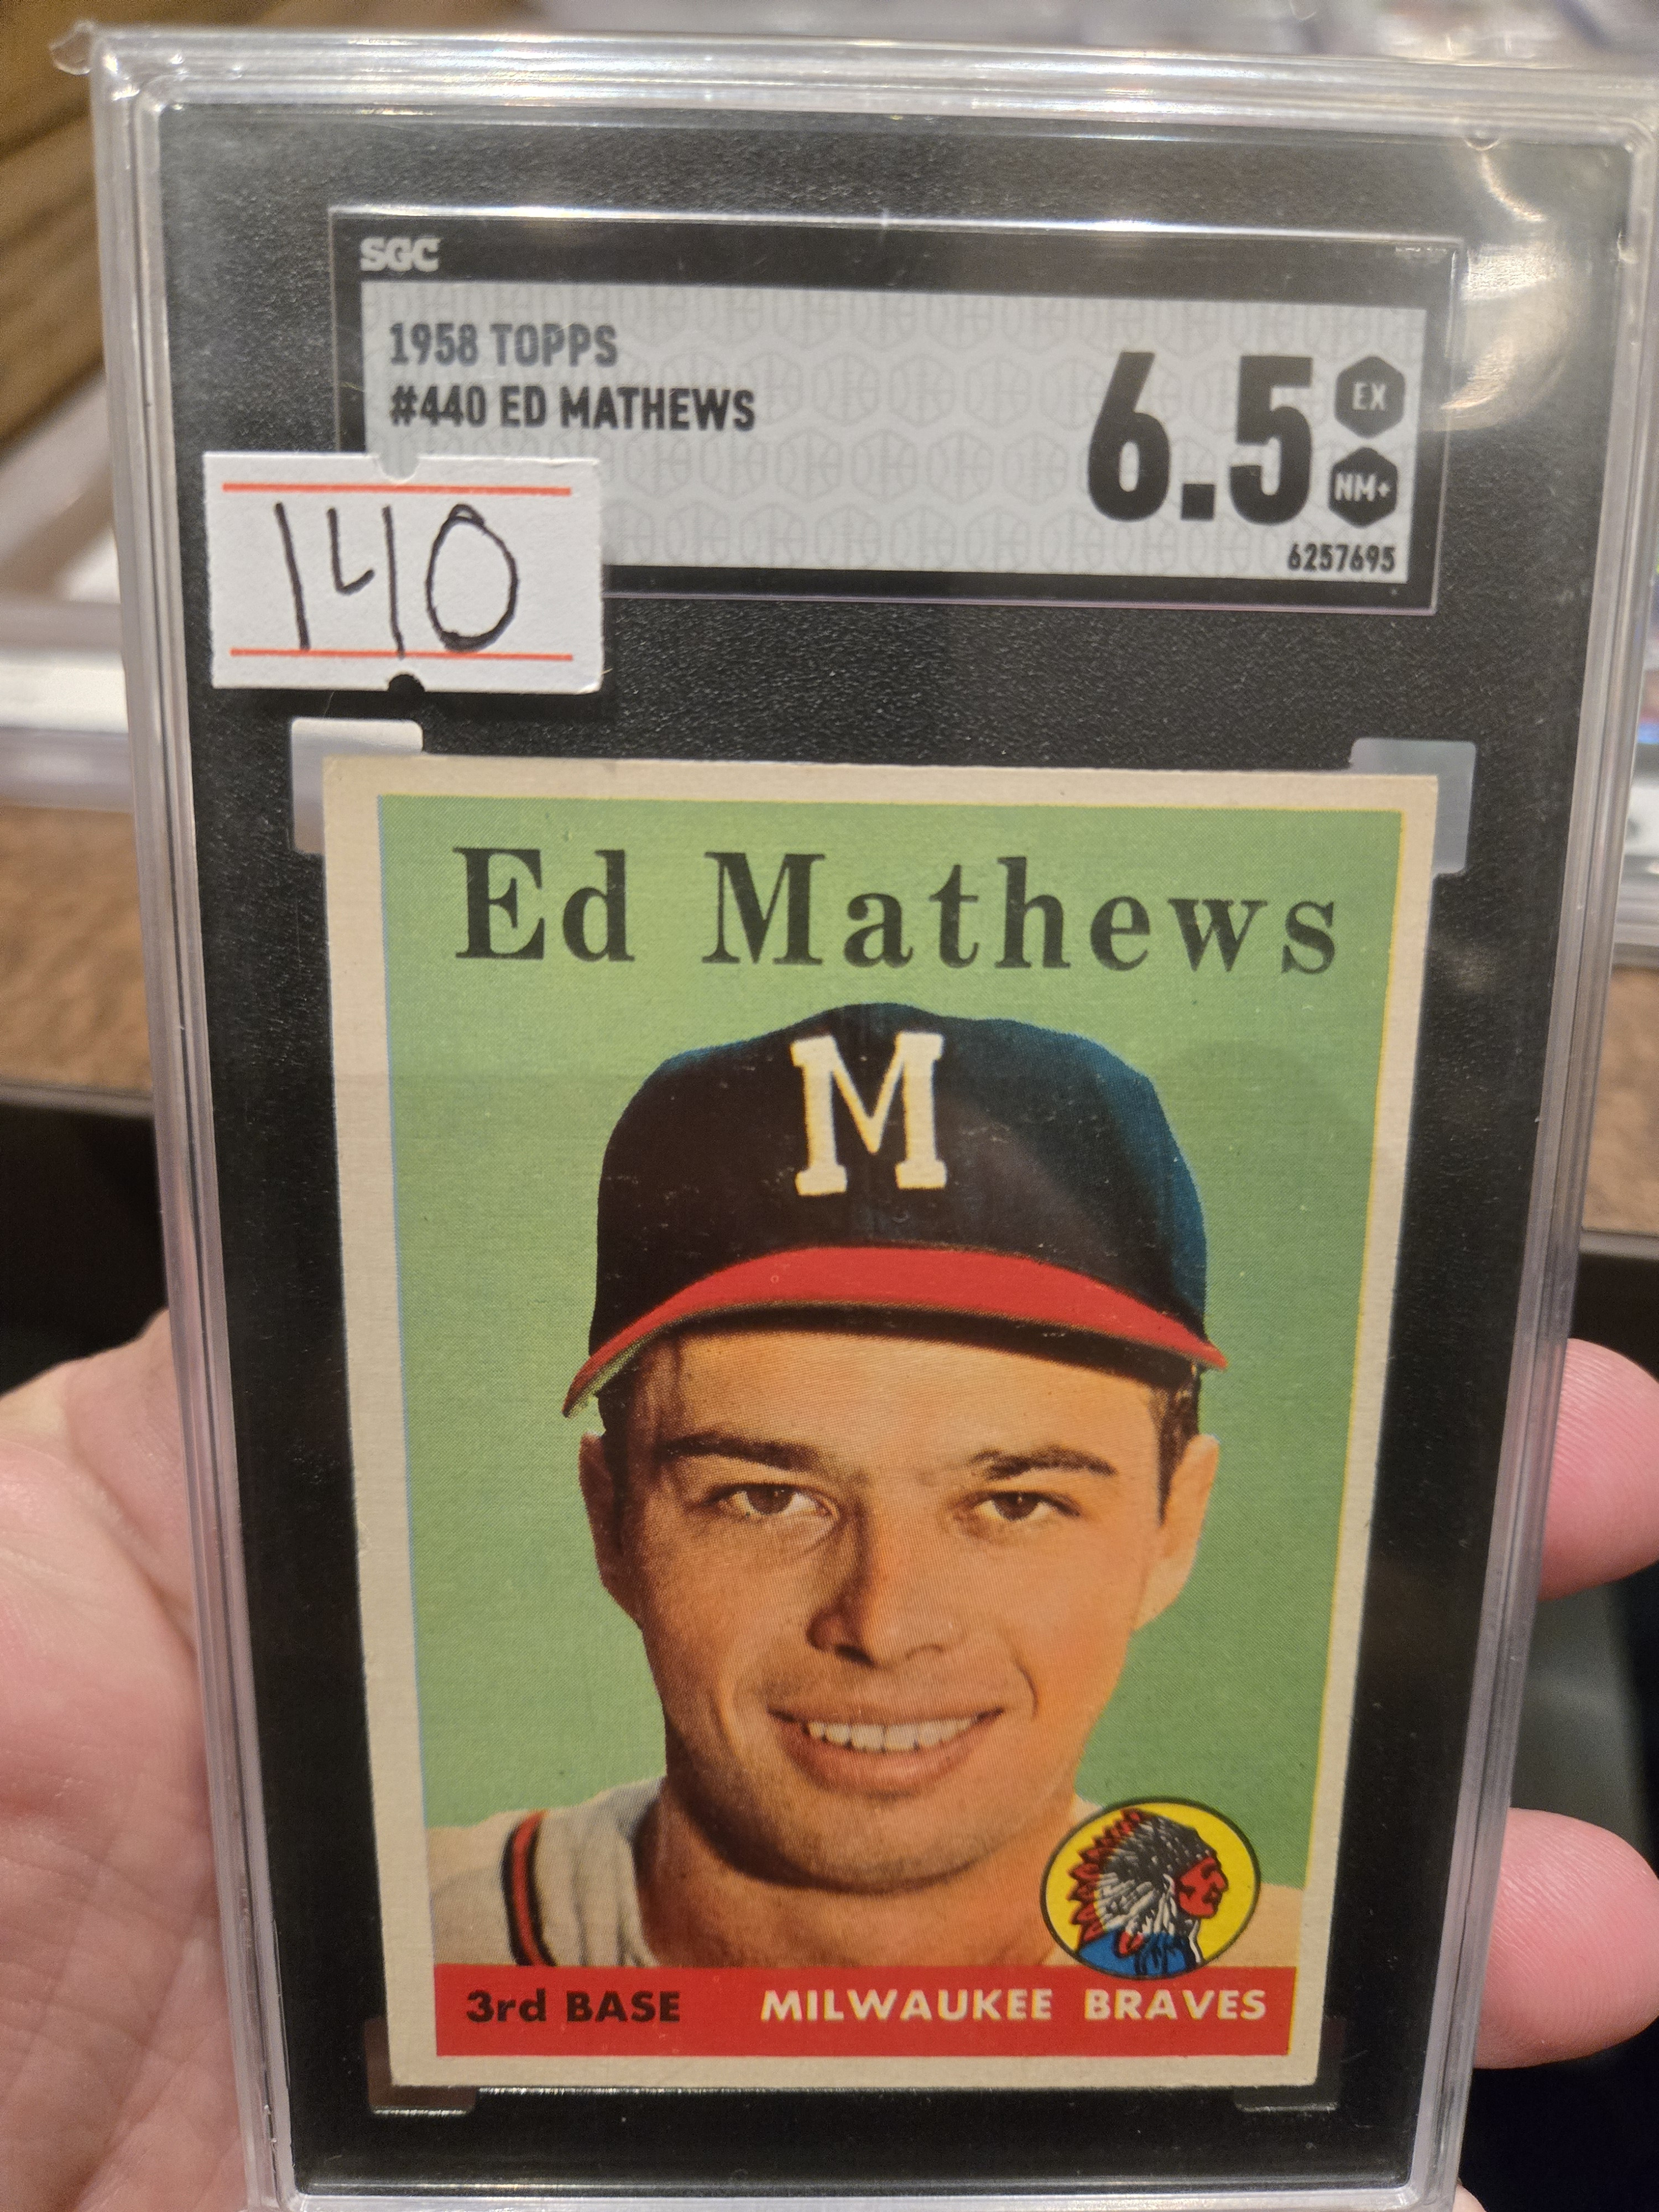 SGC
1958 TOPPS
#440 ED MATHEWS
6.5
EX
NM+
6257695
140
Ed Mathews
M
3rd BASE MILWAUKEE BRAVES